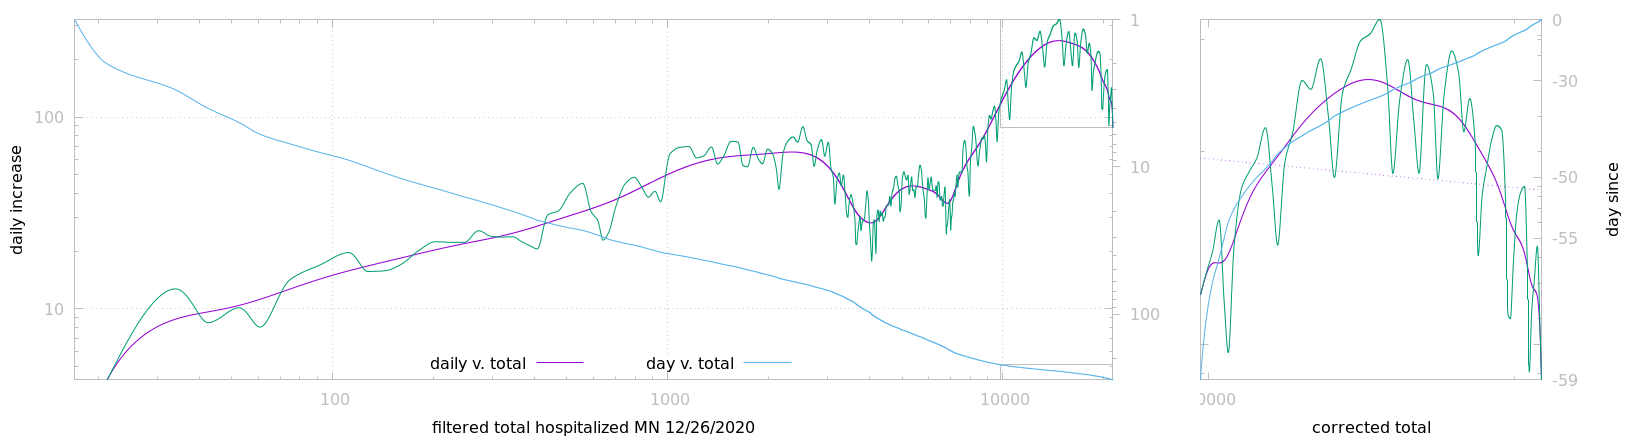 daily increase
100
10
daily v. total
day v. total
100
1000
10000
filtered total hospitalized MN 12/26/2020
1
10
100
0000
corrected total
0
-30
-50
-55
-59
day since